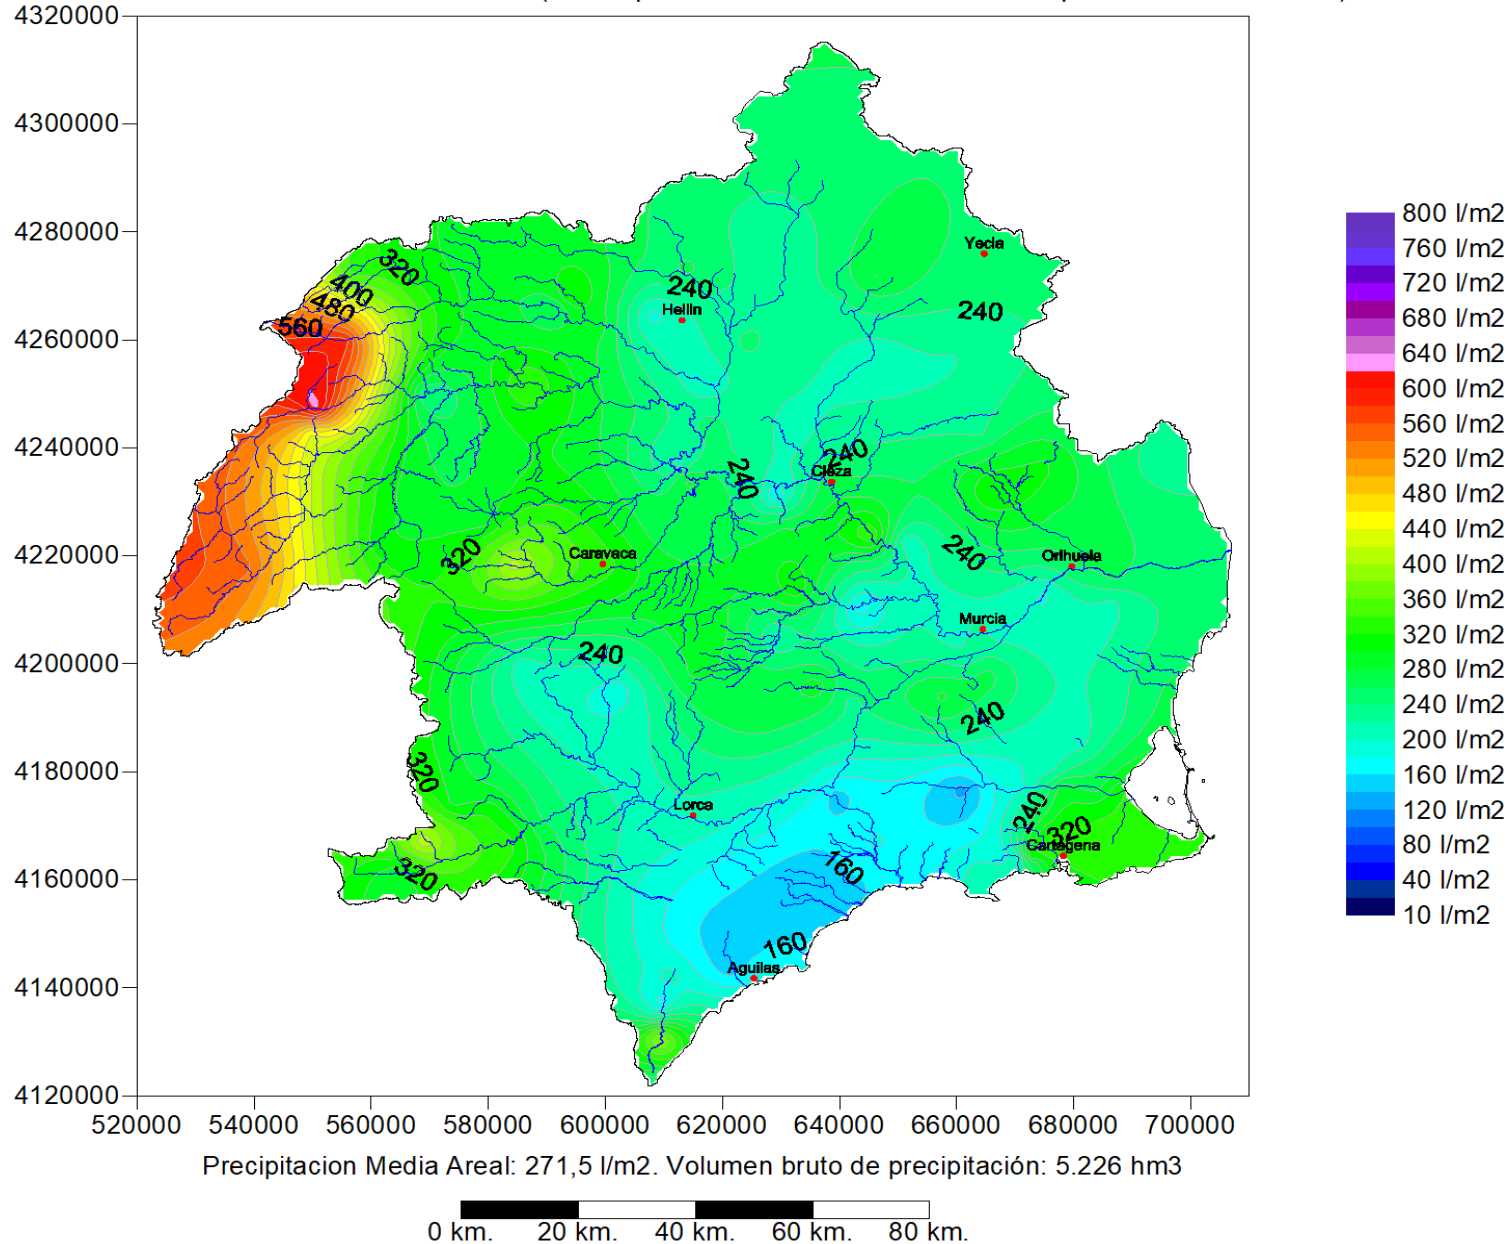 4320000
4300000
4280000
4260000
4240000
4220000
4200000
4180000
4160000
4140000
4120000
520000 540000 560000 580000 600000 620000 640000 660000 680000 700000
Yecla
320
400
480
560
240
Hellin
240
240
Cieza
240
320
Caravaca
240
Orihuela
Murcia
240
240
320
Lorca
240
320
Cartagena
320
160
160
Aguilas
800 l/m2
760 l/m2
720 l/m2
680 l/m2
640 l/m2
600 l/m2
560 l/m2
520 l/m2
480 l/m2
440 l/m2
400 l/m2
360 l/m2
320 l/m2
280 l/m2
240 l/m2
200 l/m2
160 l/m2
120 l/m2
80 l/m2
40 l/m2
10 l/m2
Precipitacion Media Areal: 271,5 l/m2. Volumen bruto de precipitación: 5.226 hm3
0 km. 20 km. 40 km. 60 km. 80 km.